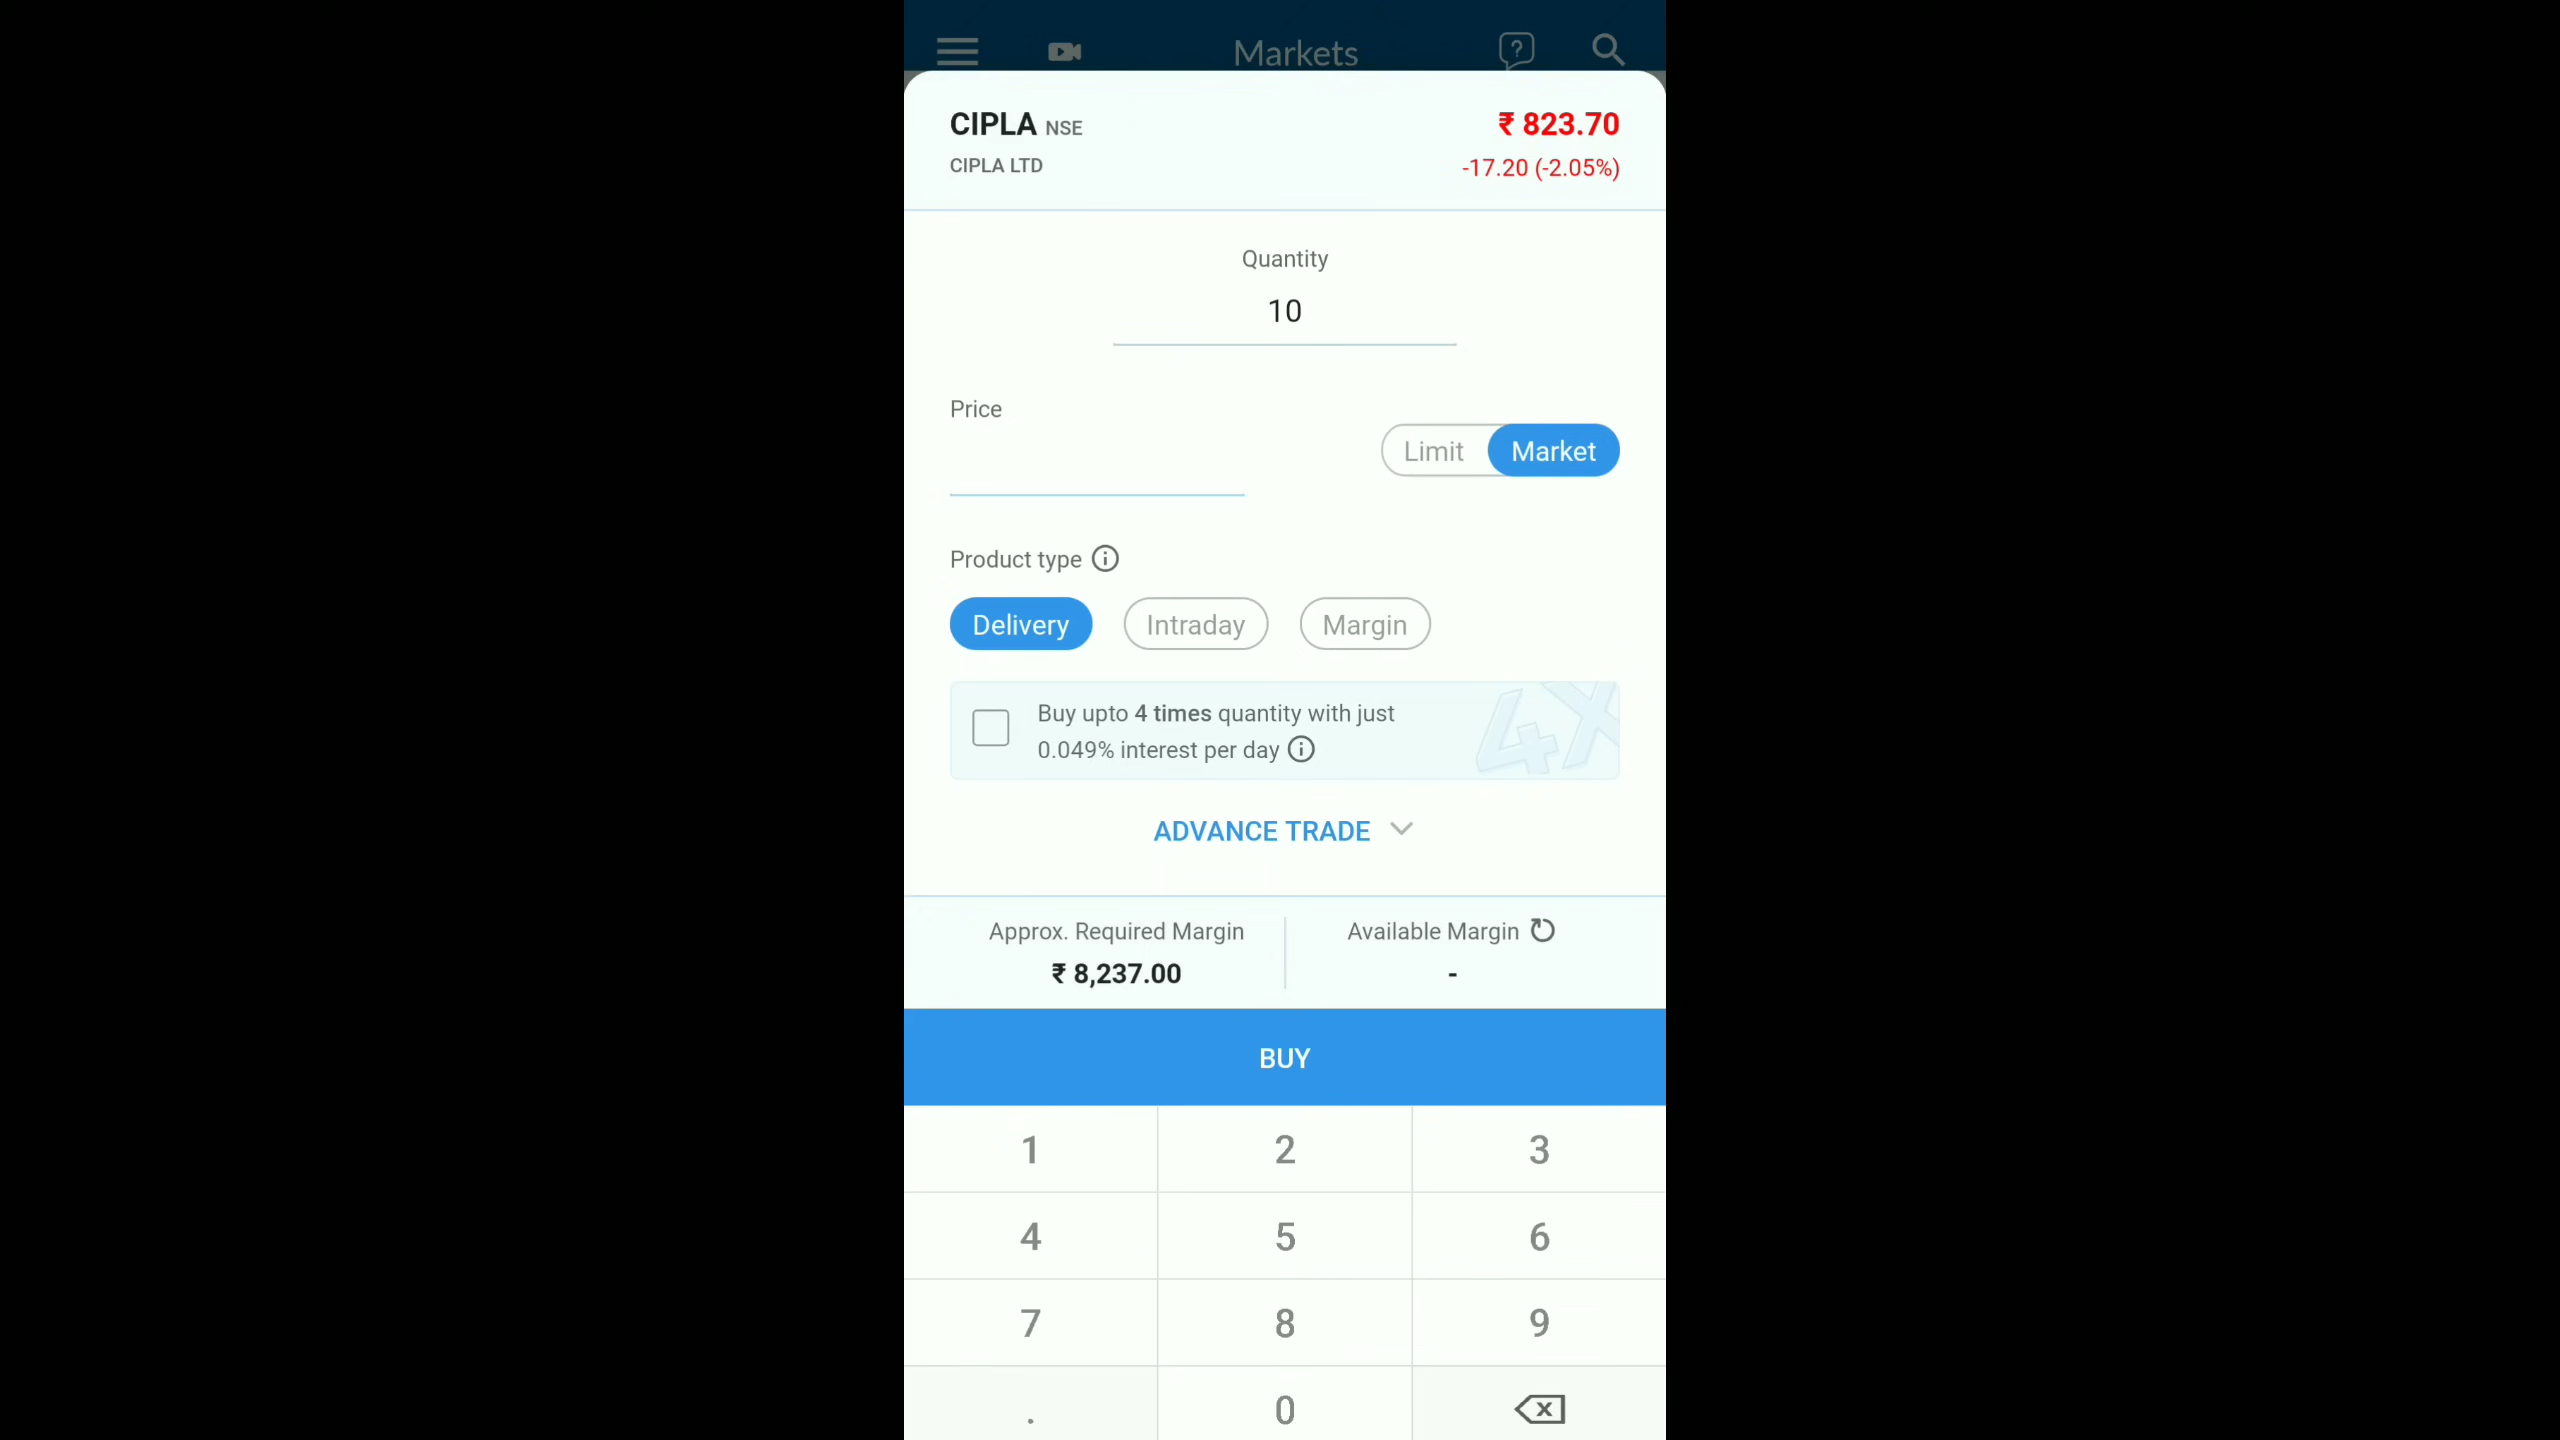 Markets
CIPLA NSE
₹ 823.70
CIPLA LTD
-17.20 (-2.05%)
Quantity
10
Price
Limit
Market
Product type
Delivery
Intraday
Margin
Buy upto 4 times quantity with just
0.049% interest per day
4X
ADVANCE TRADE
Approx. Required Margin
₹ 8,237.00
Available Margin
-
BUY
1
2
3
4
5
6
7
8
9
.
0